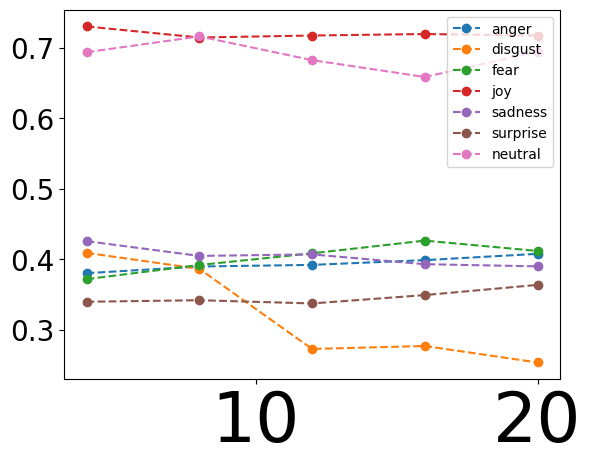 0.7
0.6
0.5
0.4
0.3
10
20
anger
disgust
fear
joy
sadness
surprise
neutral